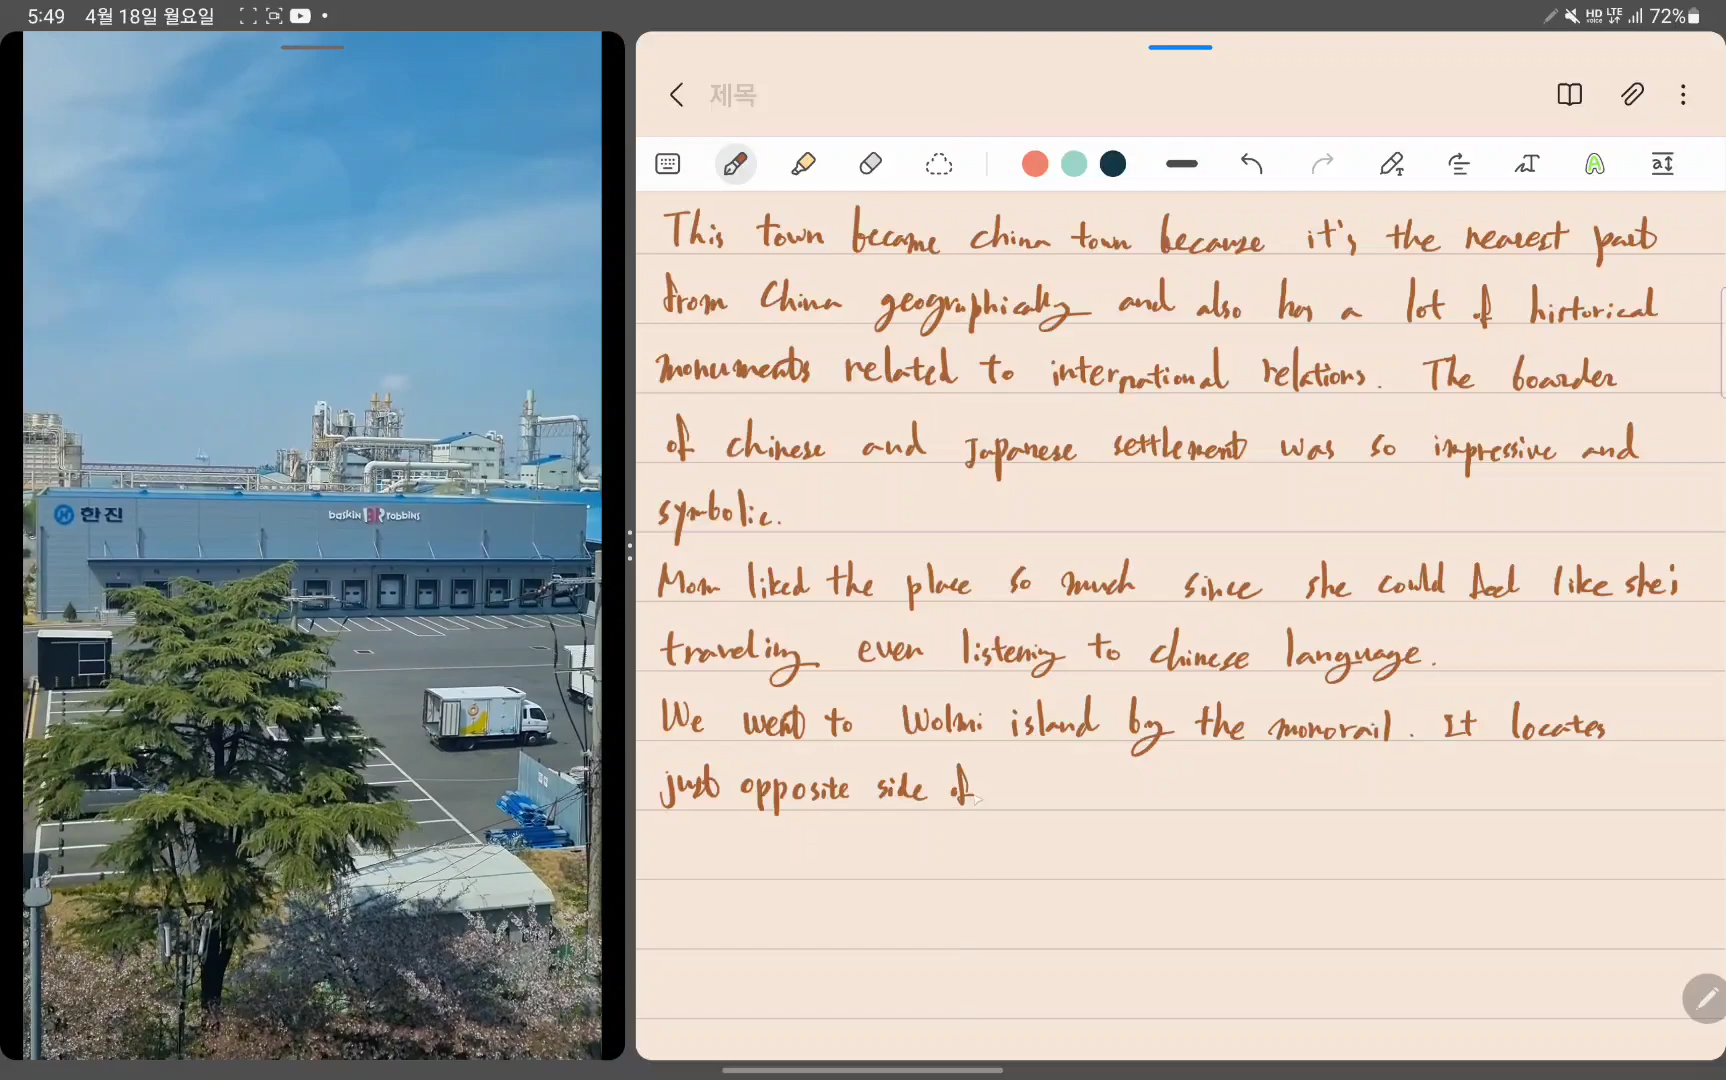 5:49 4월 18일 월요일
HD voice LTE 72%
제목
한진
baskin BR robbins
This town became china town because it's the nearest part
from China geographically and also has a lot of historical
monuments related to international relations. The boarder
of chinese and Japanese settlement was so impressive and
symbolic.
Mom liked the place so much since she could feel like she's
traveling even listening to chinese language.
We went to Wolmi island by the monorail. It locates
just opposite side of